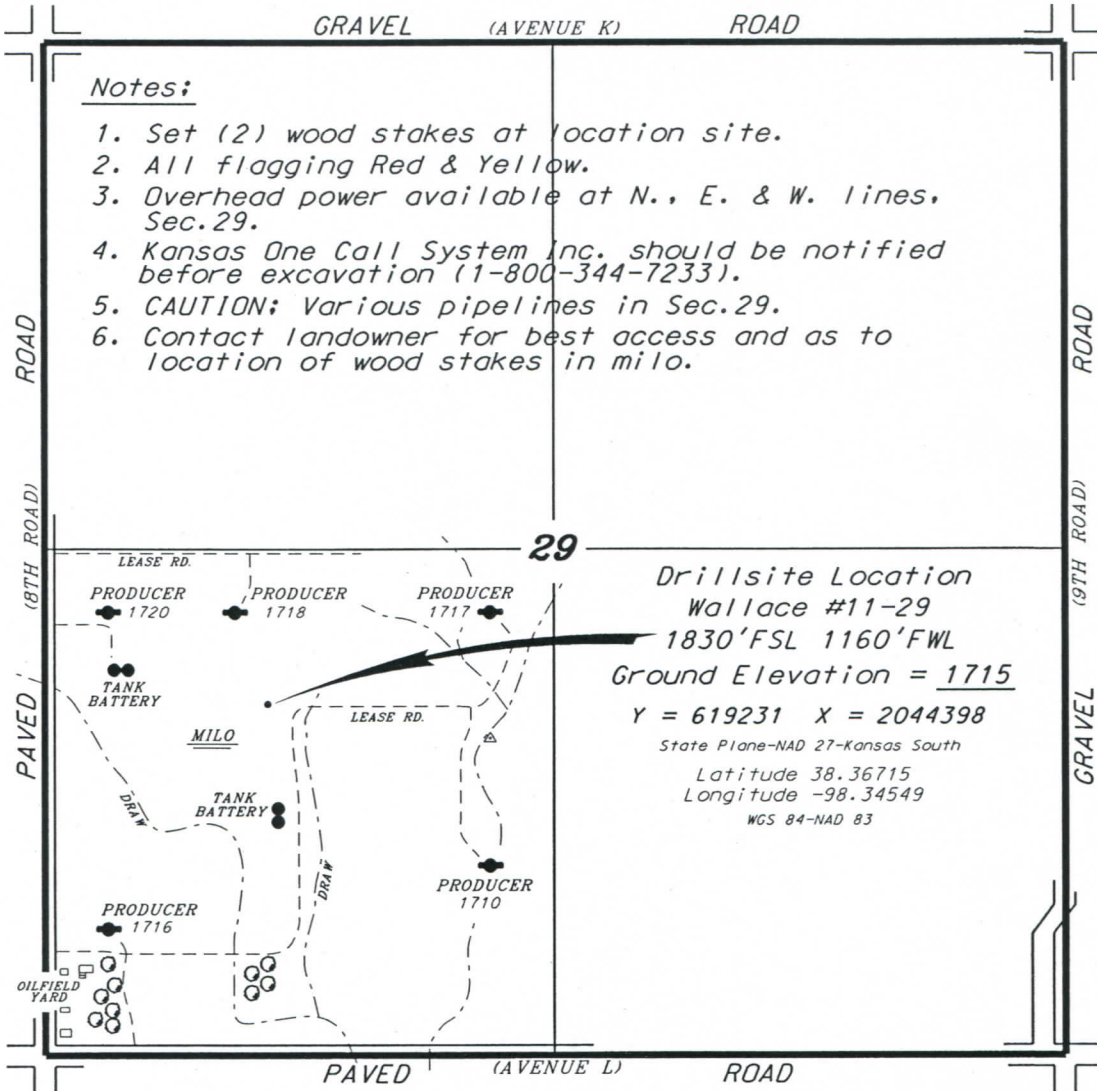 GRAVEL (AVENUE K) ROAD
Notes:
1. Set (2) wood stakes at location site.
2. All flagging Red & Yellow.
3. Overhead power available at N., E. & W. lines,
Sec.29.
4. Kansas One Call System Inc. should be notified
before excavation (1-800-344-7233).
5. CAUTION: Various pipelines in Sec.29.
6. Contact landowner for best access and as to
location of wood stakes in milo.
PAVED (8TH ROAD) ROAD
GRAVEL (9TH ROAD) ROAD
29
LEASE RD.
PRODUCER
1720
PRODUCER
1718
PRODUCER
1717
TANK
BATTERY
MILO
LEASE RD.
DRAW
TANK
BATTERY
DRAW
PRODUCER
1710
PRODUCER
1716
OILFIELD
YARD
Drillsite Location
Wallace #11-29
1830'FSL 1160'FWL
Ground Elevation = 1715
Y = 619231 X = 2044398
State Plane-NAD 27-Kansas South
Latitude 38.36715
Longitude -98.34549
WGS 84-NAD 83
PAVED (AVENUE L) ROAD